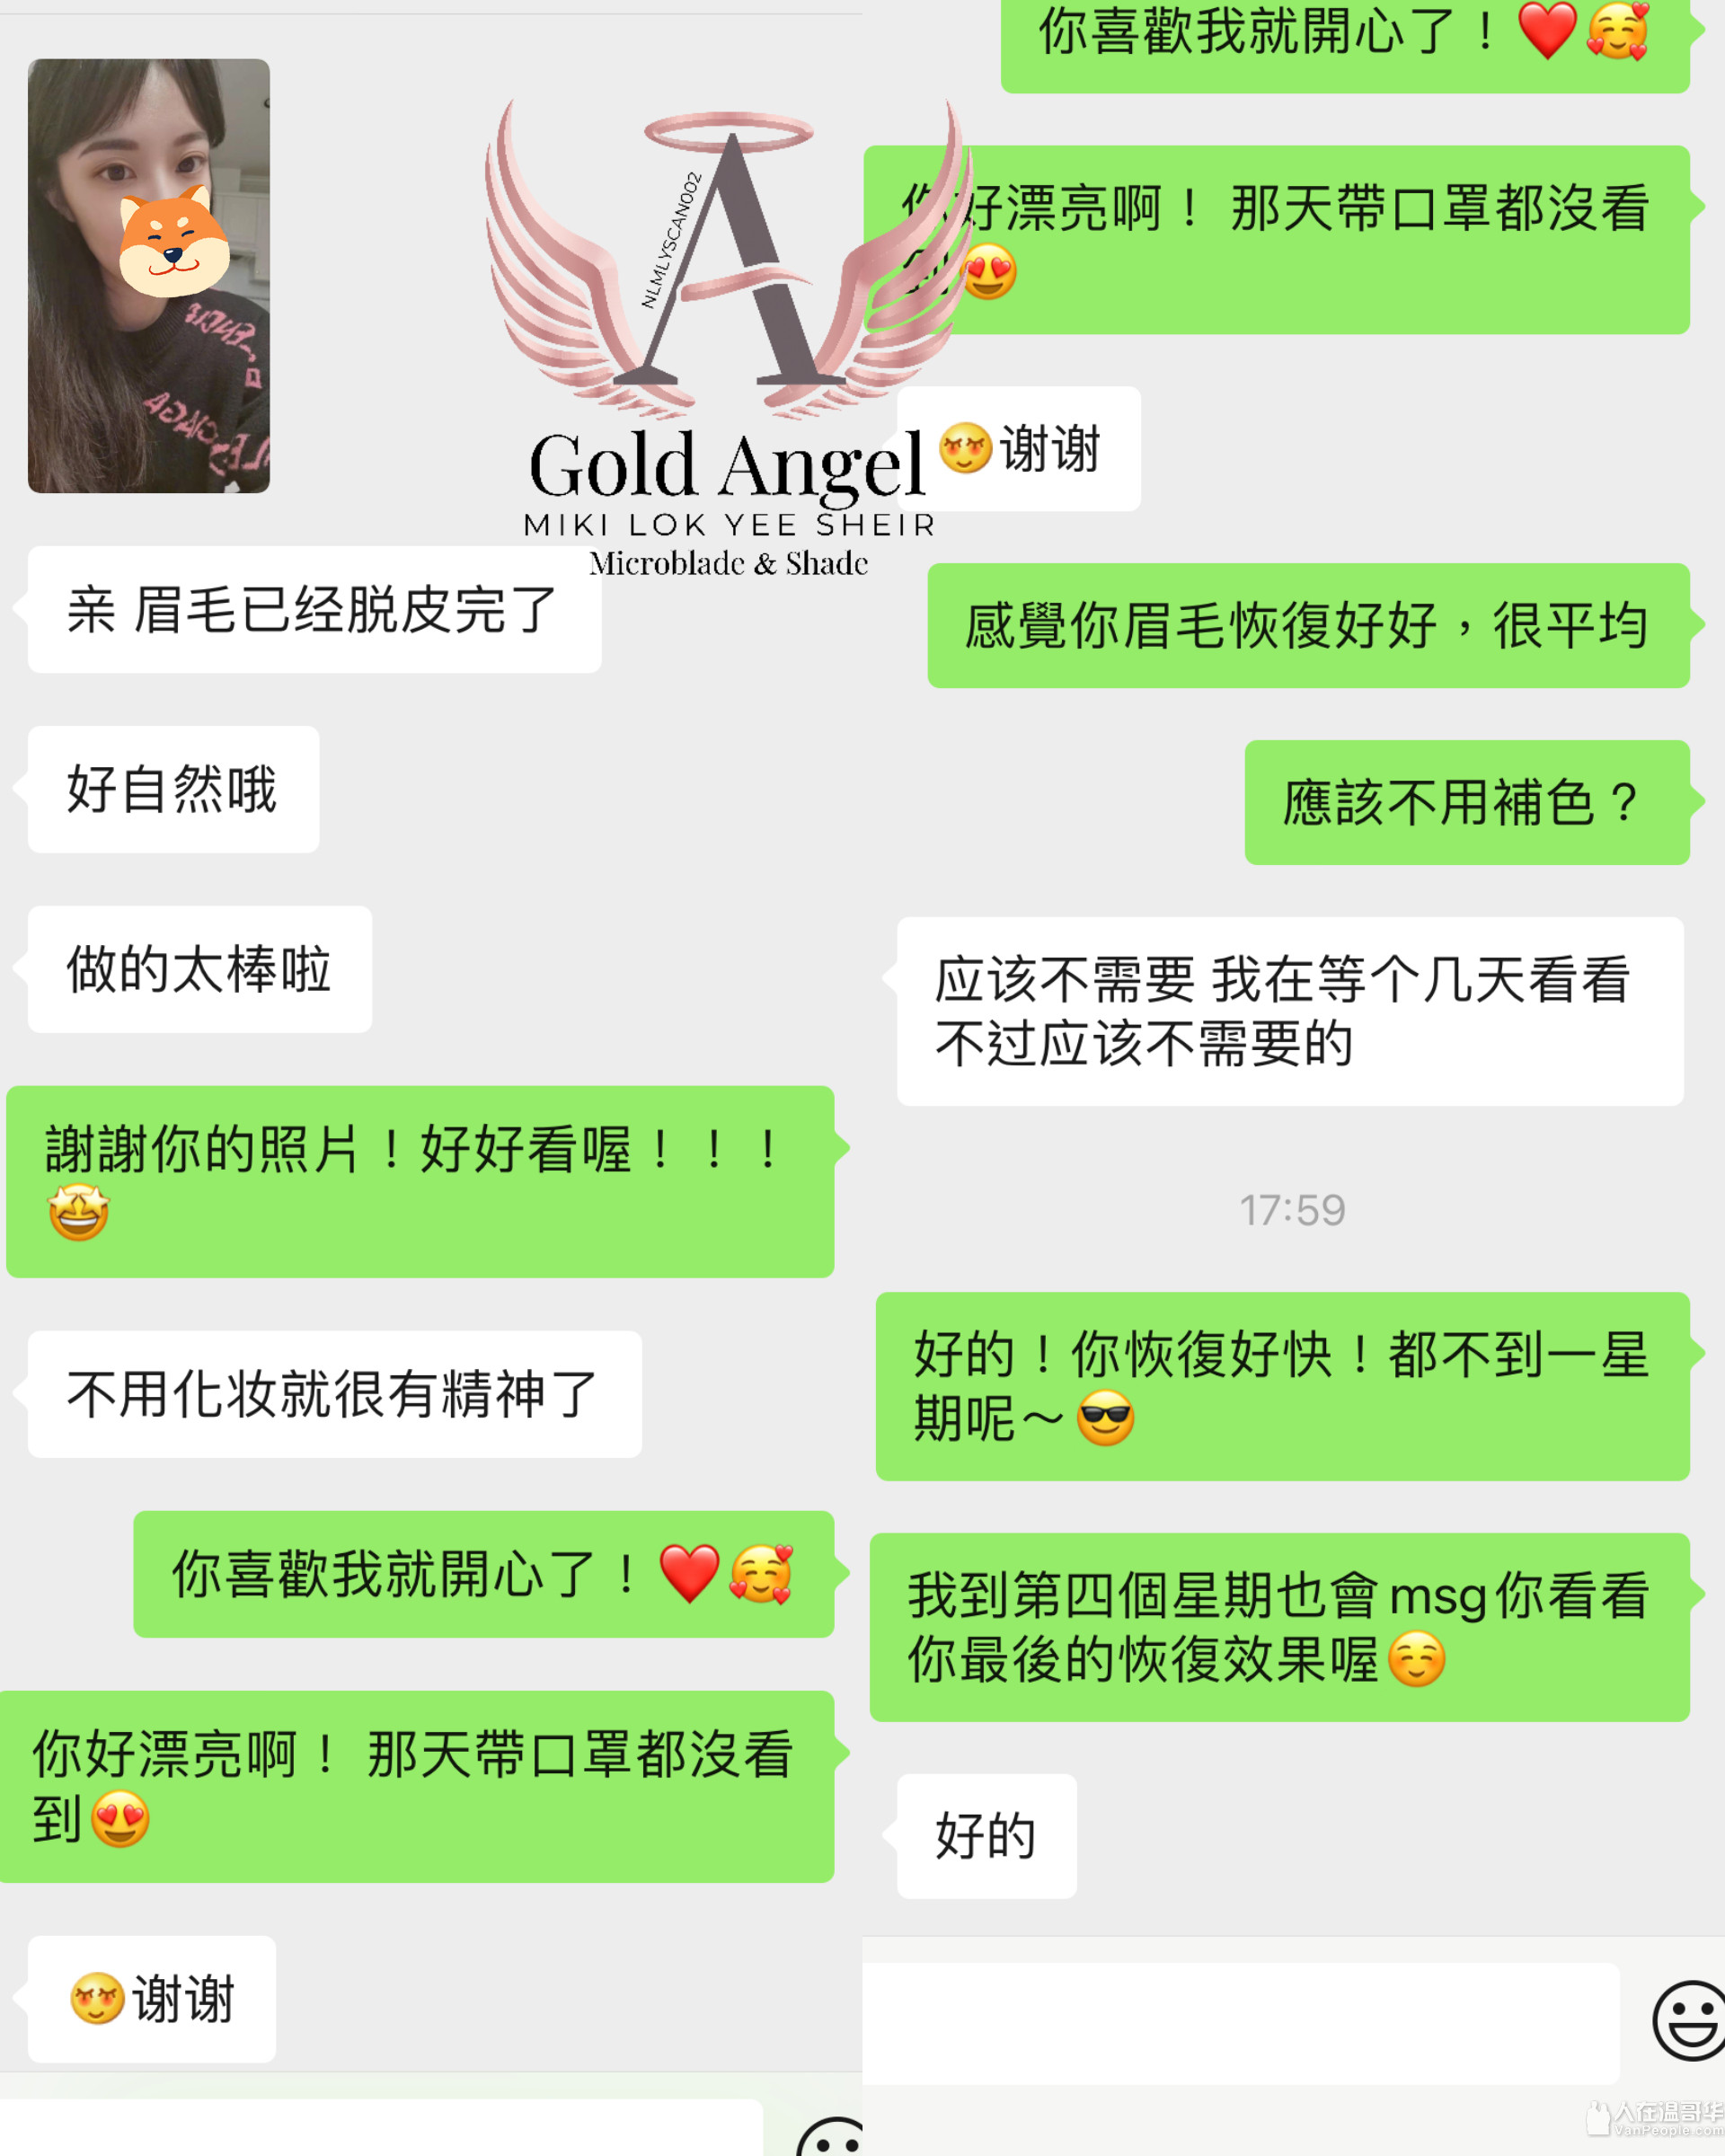 亲 眉毛已经脱皮完了
好自然哦
做的太棒啦
謝謝你的照片！好好看喔！！！
🤩
不用化妆就很有精神了
你喜歡我就開心了！❤️🥰
你好漂亮啊！ 那天帶口罩都沒看
到😍
谢谢
NLMLYSCAN002
A
Gold Angel
MIKI LOK YEE SHEIR
Microblade & Shade
你喜歡我就開心了！❤️🥰
你好漂亮啊！ 那天帶口罩都沒看
到😍
谢谢
感覺你眉毛恢復好好，很平均
應該不用補色？
应该不需要 我在等个几天看看
不过应该不需要的
17:59
好的！你恢復好快！都不到一星
期呢～😎
我到第四個星期也會msg你看看
你最後的恢復效果喔☺️
好的
人在温哥华
VanPeople.com